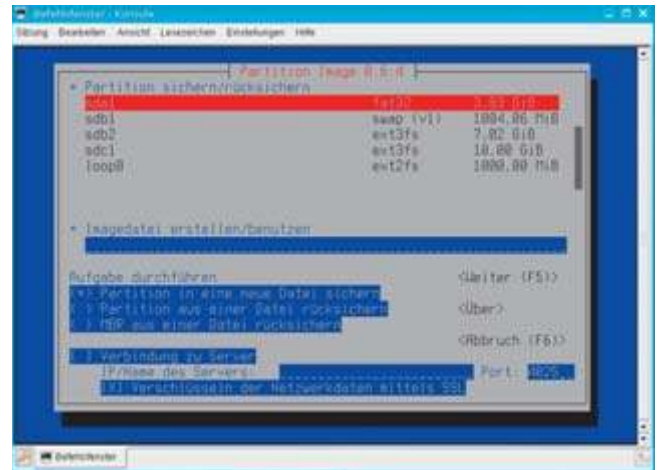 Befehlsfenster - Konsole
Sitzung Bearbeiten Ansicht Lesezeichen Einstellungen Hilfe
Partition Image 0.6.4
* Partition sichern/rücksichern
sda1 fat32 3.83 GiB
sdb1 swap (v1) 1004.06 MiB
sdb2 ext3fs 7.02 GiB
sdc1 ext3fs 10.00 GiB
loop0 ext2fs 1000.00 MiB
* Imagedatei erstellen/benutzen
Aufgabe durchführen
<Weiter (F5)>
(*) Partition in eine neue Datei sichern
( ) Partition aus einer Datei rücksichern
<Über>
( ) MBR aus einer Datei rücksichern
<Abbruch (F6)>
[ ] Verbindung zu Server
IP/Name des Servers: Port: 4025
[X] Verschlüsseln der Netzwerkdaten mittels SSL
Befehlsfenster